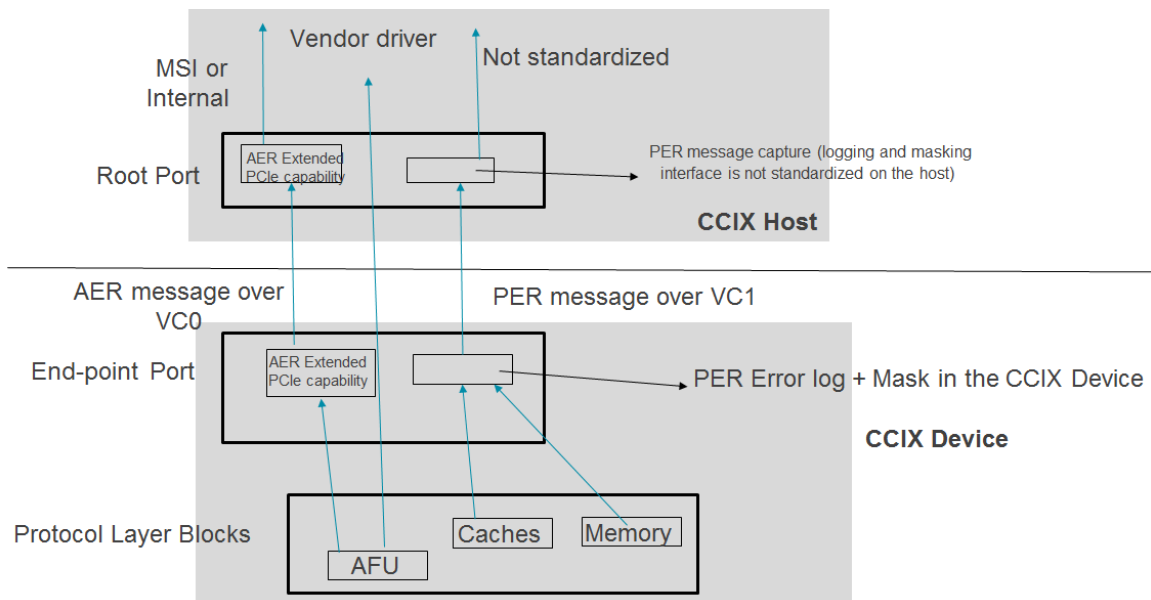 Vendor driver
Not standardized
MSI or
Internal
AER Extended
PCIe capability
Root Port
PER message capture (logging and masking
interface is not standardized on the host)
CCIX Host
AER message over
VC0
PER message over VC1
End-point Port
AER Extended
PCIe capability
PER Error log + Mask in the CCIX Device
CCIX Device
Protocol Layer Blocks
Caches
Memory
AFU